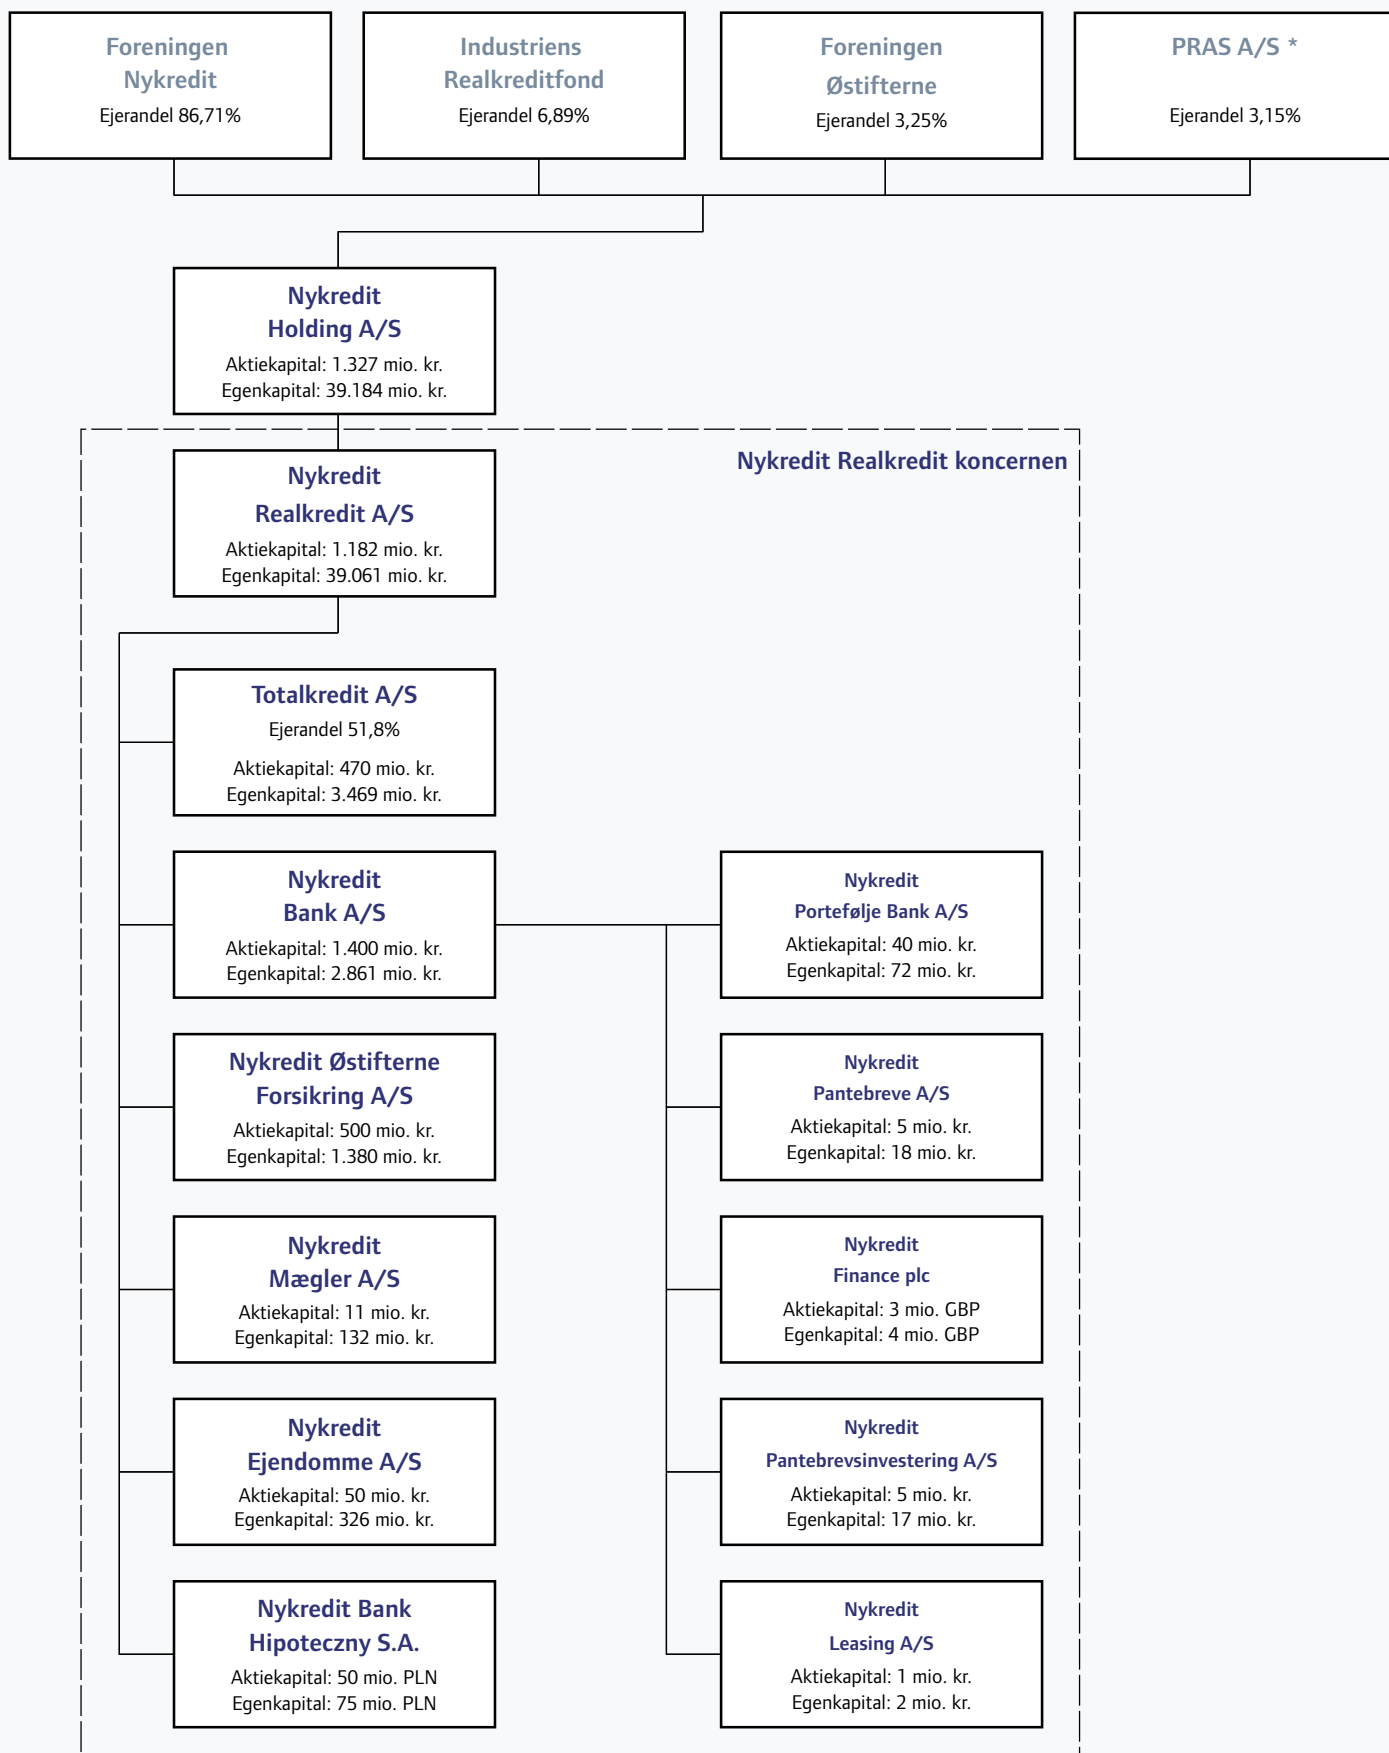 Foreningen
Nykredit
Ejerandel 86,71%
Industriens
Realkreditfond
Ejerandel 6,89%
Foreningen
Østifterne
Ejerandel 3,25%
PRAS A/S *
Ejerandel 3,15%
Nykredit
Holding A/S
Aktiekapital: 1.327 mio. kr.
Egenkapital: 39.184 mio. kr.
Nykredit Realkredit koncernen
Nykredit
Realkredit A/S
Aktiekapital: 1.182 mio. kr.
Egenkapital: 39.061 mio. kr.
Totalkredit A/S
Ejerandel 51,8%
Aktiekapital: 470 mio. kr.
Egenkapital: 3.469 mio. kr.
Nykredit
Bank A/S
Aktiekapital: 1.400 mio. kr.
Egenkapital: 2.861 mio. kr.
Nykredit
Portefølje Bank A/S
Aktiekapital: 40 mio. kr.
Egenkapital: 72 mio. kr.
Nykredit Østifterne
Forsikring A/S
Aktiekapital: 500 mio. kr.
Egenkapital: 1.380 mio. kr.
Nykredit
Pantebreve A/S
Aktiekapital: 5 mio. kr.
Egenkapital: 18 mio. kr.
Nykredit
Mægler A/S
Aktiekapital: 11 mio. kr.
Egenkapital: 132 mio. kr.
Nykredit
Finance plc
Aktiekapital: 3 mio. GBP
Egenkapital: 4 mio. GBP
Nykredit
Ejendomme A/S
Aktiekapital: 50 mio. kr.
Egenkapital: 326 mio. kr.
Nykredit
Pantebrevsinvestering A/S
Aktiekapital: 5 mio. kr.
Egenkapital: 17 mio. kr.
Nykredit Bank
Hipoteczny S.A.
Aktiekapital: 50 mio. PLN
Egenkapital: 75 mio. PLN
Nykredit
Leasing A/S
Aktiekapital: 1 mio. kr.
Egenkapital: 2 mio. kr.